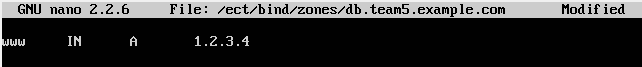 GNU nano 2.2.6 File: /ect/bind/zones/db.team5.example.com Modified
www IN A 1.2.3.4